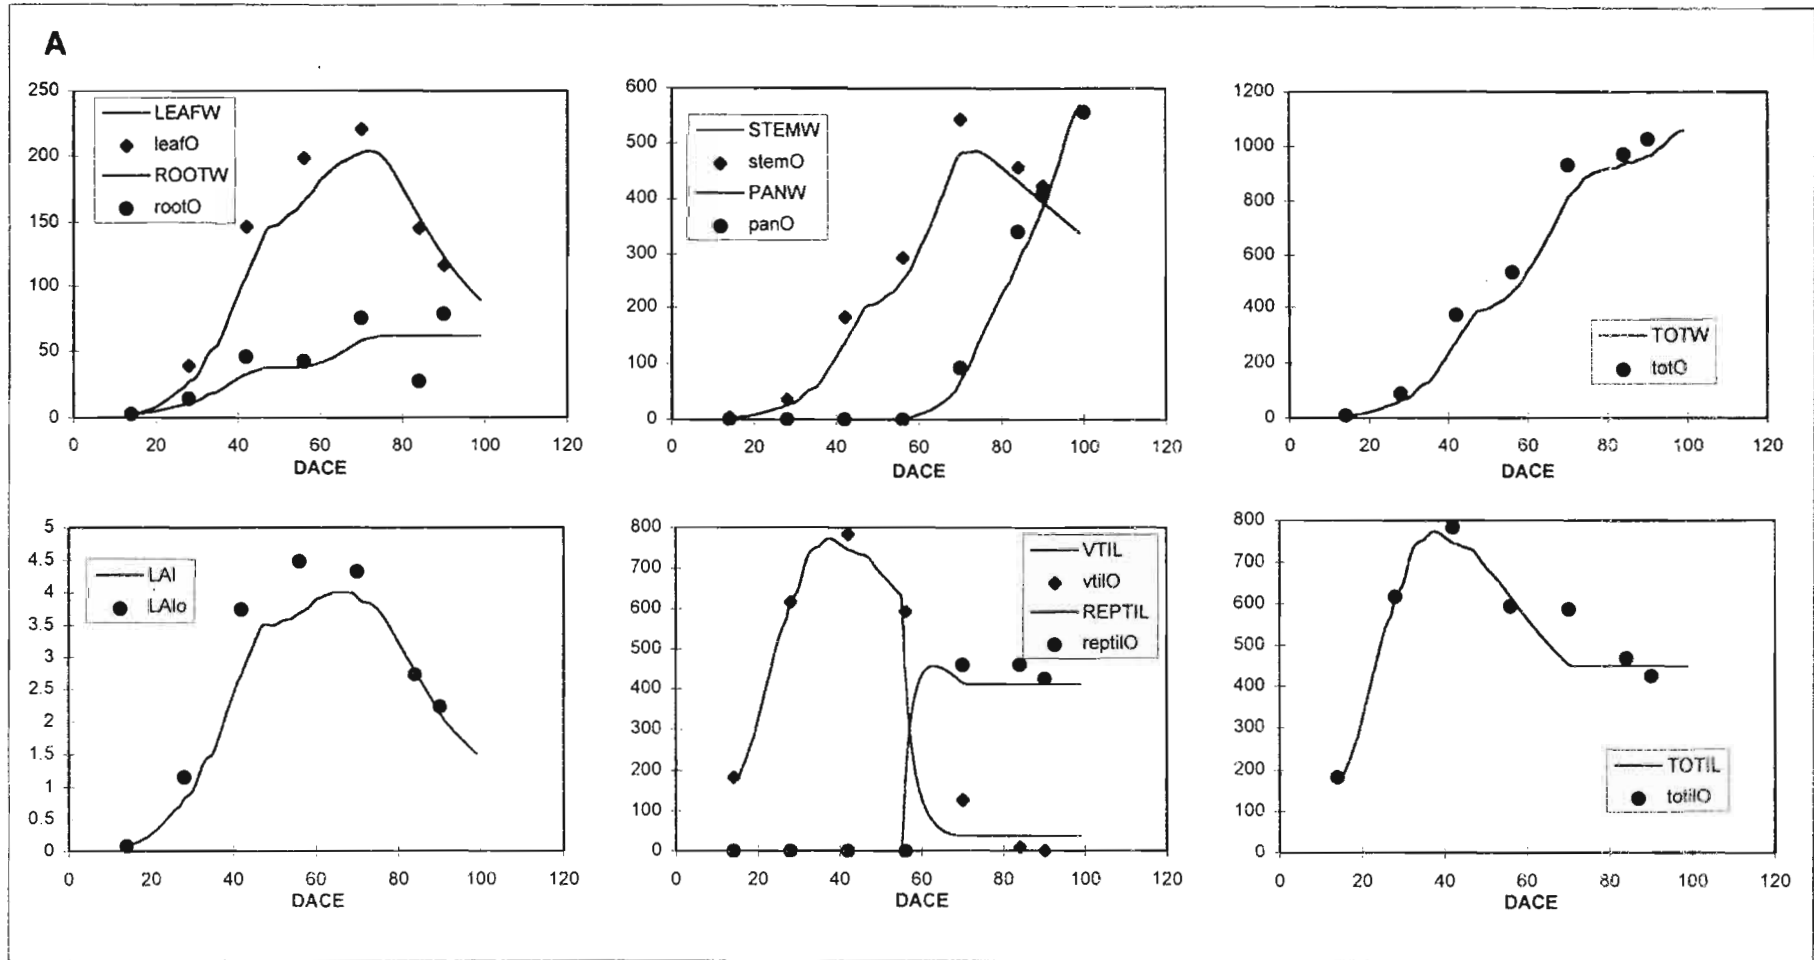 A
250
200
150
100
50
0
LEAFW
leafO
ROOTW
rootO
0 20 40 60 80 100 120
DACE
600
500
400
300
200
100
0
STEMW
stemO
PANW
panO
0 20 40 60 80 100 120
DACE
1200
1000
800
600
400
200
0
TOTW
totO
0 20 40 60 80 100 120
DACE
5
4.5
4
3.5
3
2.5
2
1.5
1
0.5
0
LAI
LAIo
0 20 40 60 80 100 120
DACE
800
700
600
500
400
300
200
100
0
VTIL
vtilO
REPTIL
reptilO
0 20 40 60 80 100 120
DACE
800
700
600
500
400
300
200
100
0
TOTIL
totilO
0 20 40 60 80 100 120
DACE